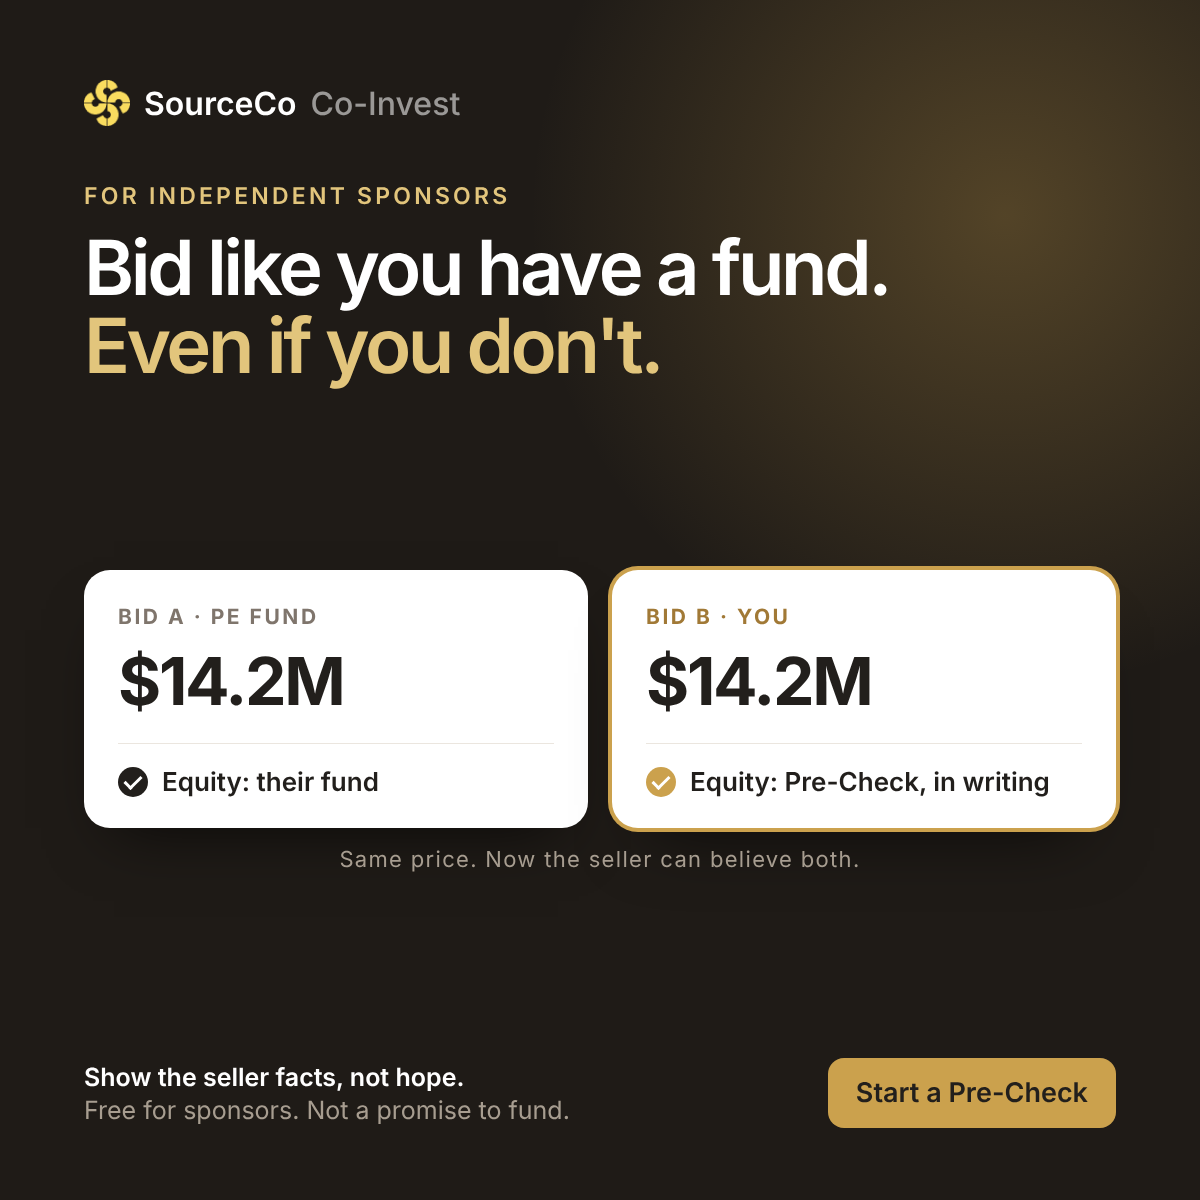 SourceCo Co-Invest
FOR INDEPENDENT SPONSORS
Bid like you have a fund.
Even if you don't.
BID A · PE FUND
$14.2M
Equity: their fund
BID B · YOU
$14.2M
Equity: Pre-Check, in writing
Same price. Now the seller can believe both.
Show the seller facts, not hope.
Free for sponsors. Not a promise to fund.
Start a Pre-Check